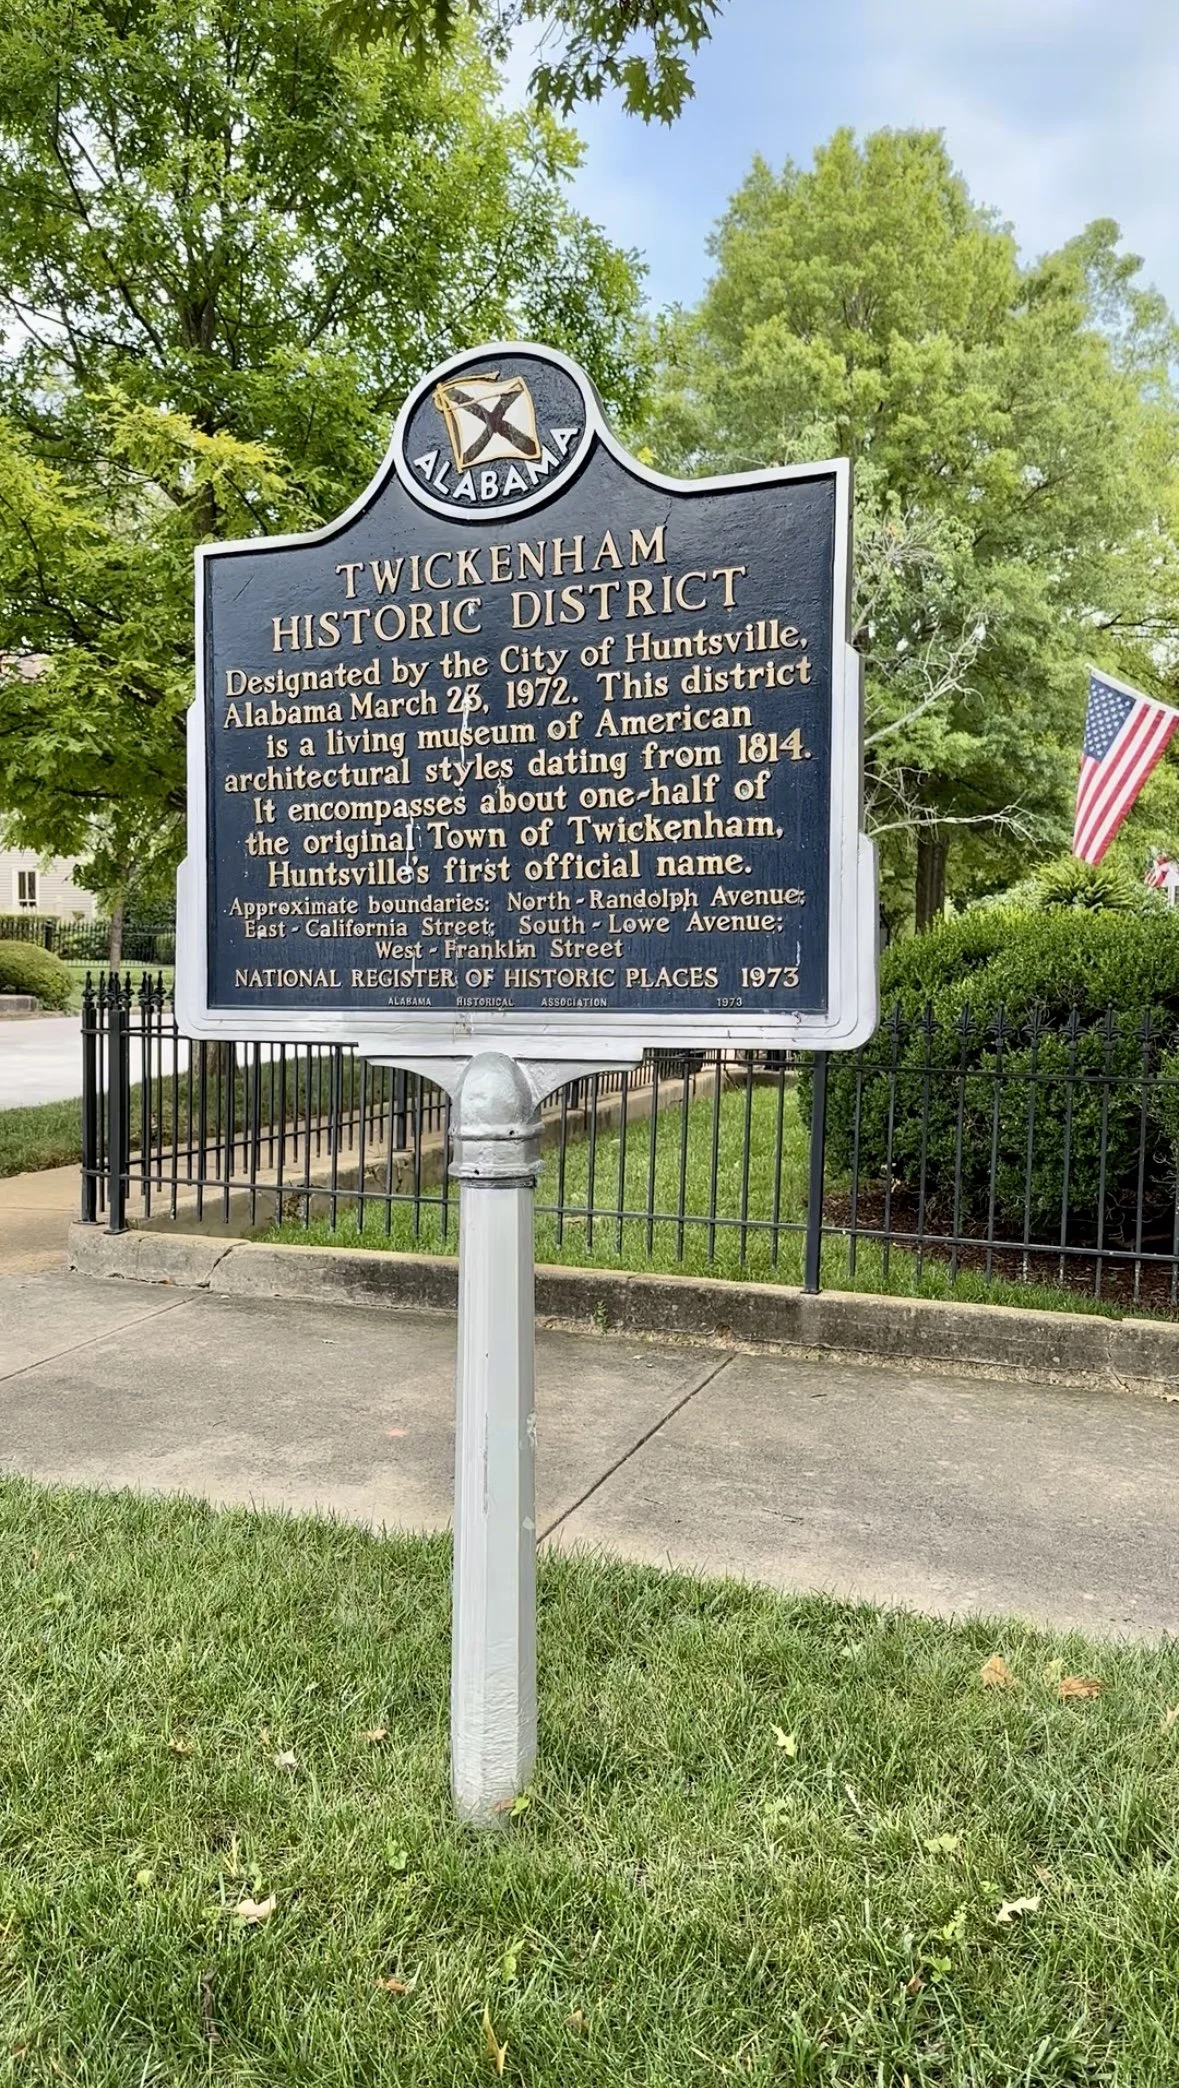 ALABAMA
TWICKENHAM
HISTORIC DISTRICT
Designated by the City of Huntsville,
Alabama March 23, 1972. This district
is a living museum of American
architectural styles dating from 1814.
It encompasses about one-half of
the original Town of Twickenham,
Huntsville's first official name.
Approximate boundaries: North-Randolph Avenue;
East-California Street; South-Lowe Avenue;
West-Franklin Street
NATIONAL REGISTER OF HISTORIC PLACES 1973
ALABAMA HISTORICAL ASSOCIATION 1973